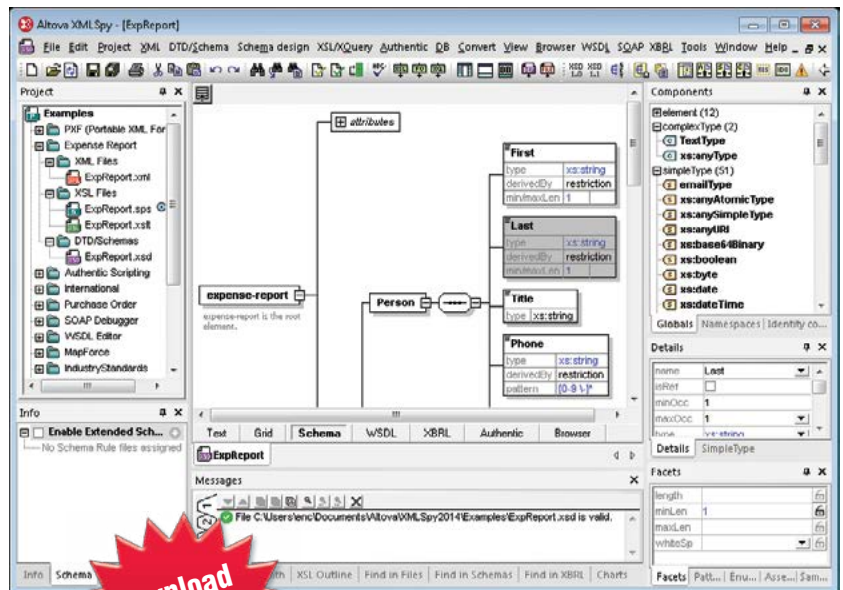 Altova XMLSpy - [ExpReport]
File Edit Project XML DTD/Schema Schema design XSL/XQuery Authentic DB Convert View Browser WSDL SOAP XBRL Tools Window Help
Project
Examples
PXF (Portable XML For
Expense Report
XML Files
ExpReport.xml
XSL Files
ExpReport.sps
ExpReport.xslt
DTD/Schemas
ExpReport.xsd
Authentic Scripting
International
Purchase Order
SOAP Debugger
WSDL Editor
MapForce
IndustryStandards
Info
Enable Extended Sch...
No Schema Rule files assigned
Info Schema
attributes
expense-report
expense-report is the root
element.
Person
First
type xs:string
derivedBy restriction
min/maxLen 1
Last
type xs:string
derivedBy restriction
min/maxLen 1
Title
type xs:string
Phone
type xs:string
derivedBy restriction
pattern [0-9 \-]*
Text Grid Schema WSDL XBRL Authentic Browser
ExpReport
Messages
1
2
File C:\Users\enc\Documents\Altova\XMLSpy2014\Examples\ExpReport.xsd is valid.
XSL Outline Find in Files Find in Schemas Find in XBRL Charts
Components
element (12)
complexType (2)
TextType
xs:anyType
simpleType (51)
emailType
xs:anyAtomicType
xs:anySimpleType
xs:anyURI
xs:base64Binary
xs:boolean
xs:byte
xs:date
xs:dateTime
Globals Namespaces Identity co...
Details
name Last
isRef
minOcc 1
maxOcc 1
type xs:string
Details SimpleType
Facets
length
minLen 1
maxLen
whiteSp
Facets Patt... Enu... Asse... Sam...